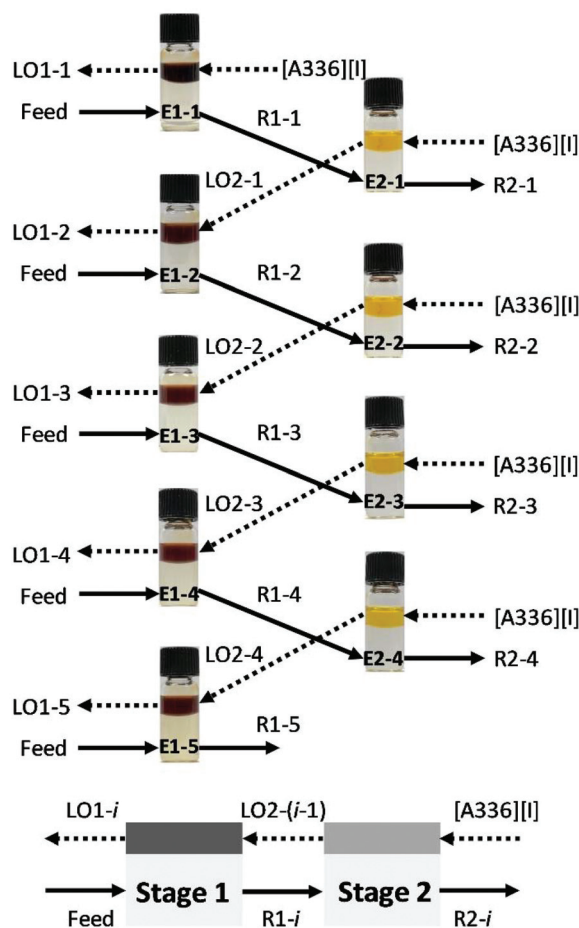 LO1-1
[A336][I]
Feed
E1-1
R1-1
[A336][I]
LO2-1
E2-1
R2-1
LO1-2
Feed
E1-2
R1-2
[A336][I]
LO2-2
E2-2
R2-2
LO1-3
Feed
E1-3
R1-3
[A336][I]
LO2-3
E2-3
R2-3
LO1-4
Feed
E1-4
R1-4
[A336][I]
LO2-4
E2-4
R2-4
LO1-5
R1-5
Feed
E1-5
LO1-i
LO2-(i-1)
[A336][I]
Stage 1
Stage 2
Feed
R1-i
R2-i